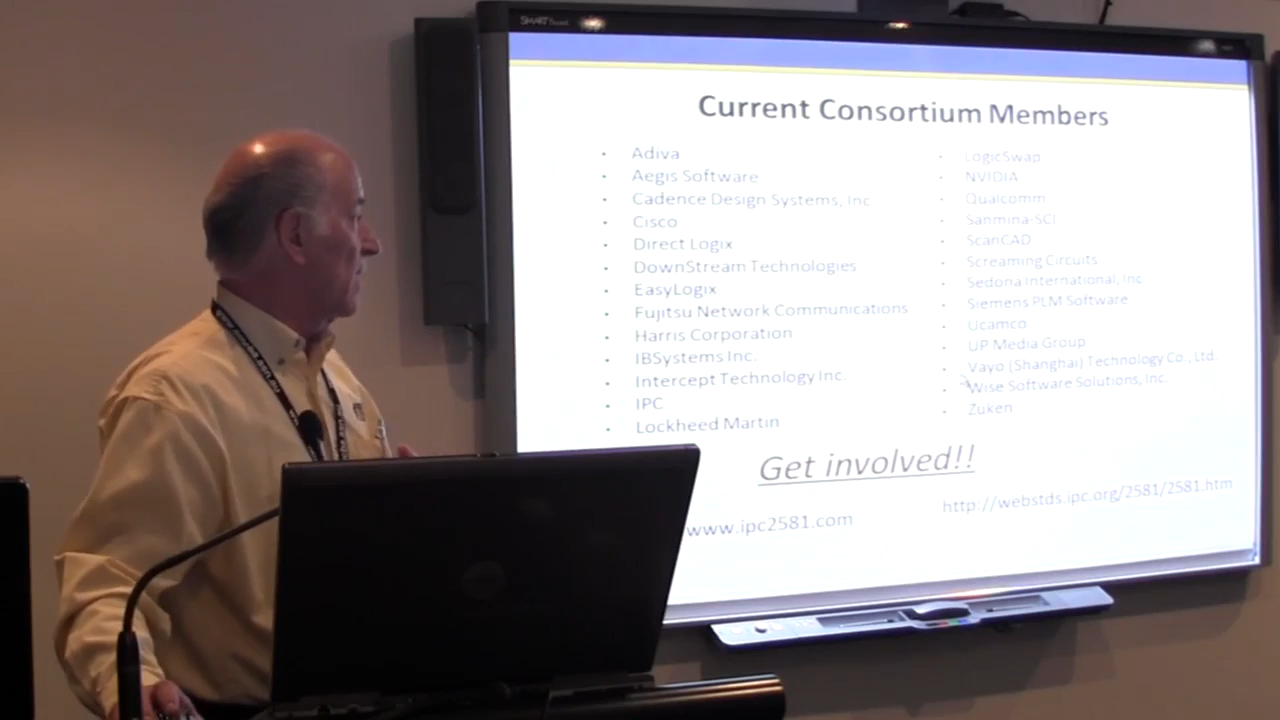 SMART Board
Current Consortium Members
Adiva
Aegis Software
Cadence Design Systems, Inc
Cisco
Direct Logix
DownStream Technologies
EasyLogix
Fujitsu Network Communications
Harris Corporation
IBSystems Inc.
Intercept Technology Inc.
IPC
Lockheed Martin
LogicSwap
NVIDIA
Qualcomm
Sanmina-SCI
ScanCAD
Screaming Circuits
Sedona International, Inc
Siemens PLM Software
Ucamco
UP Media Group
Vayo (Shanghai) Technology Co., Ltd.
Wise Software Solutions, Inc.
Zuken
Get involved!!
www.ipc2581.com
http://webstds.ipc.org/2581/2581.htm